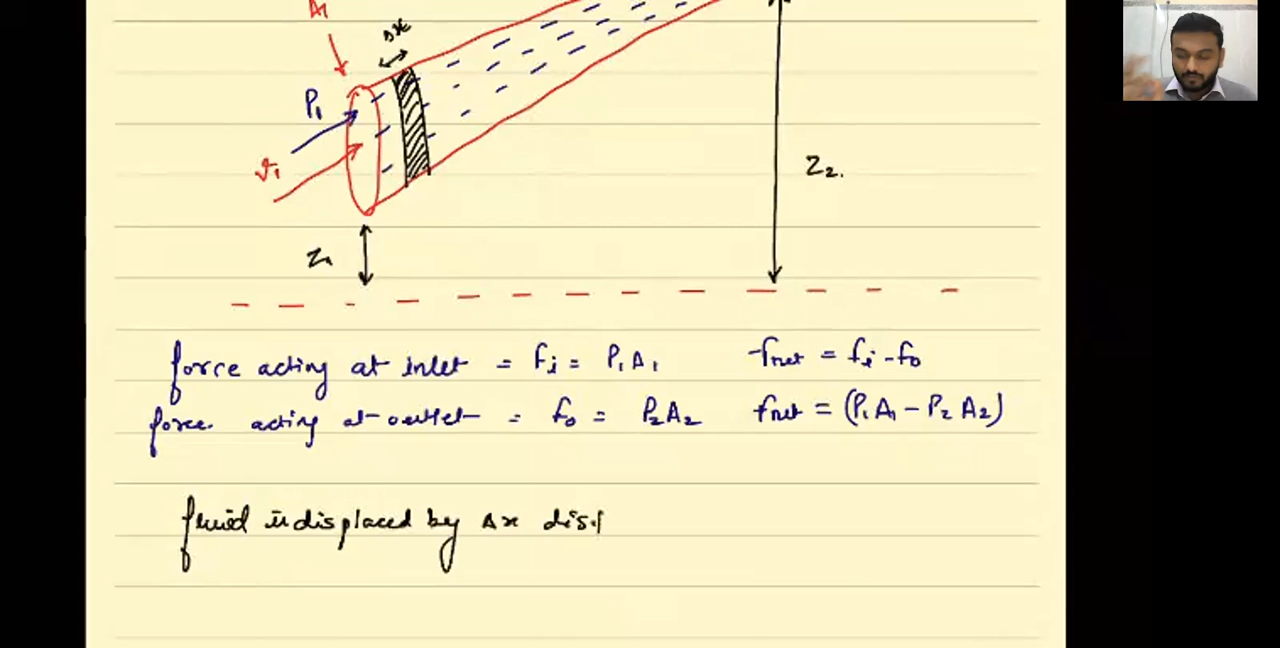 A₁
Δx
P₁
v₁
Z₂.
Z₁
force acting at inlet = fi = P₁A₁ fnet = fi - fo
force. acting at outlet = fo = P₂A₂ fnet = (P₁A₁ - P₂A₂)
fluid is displaced by Δx